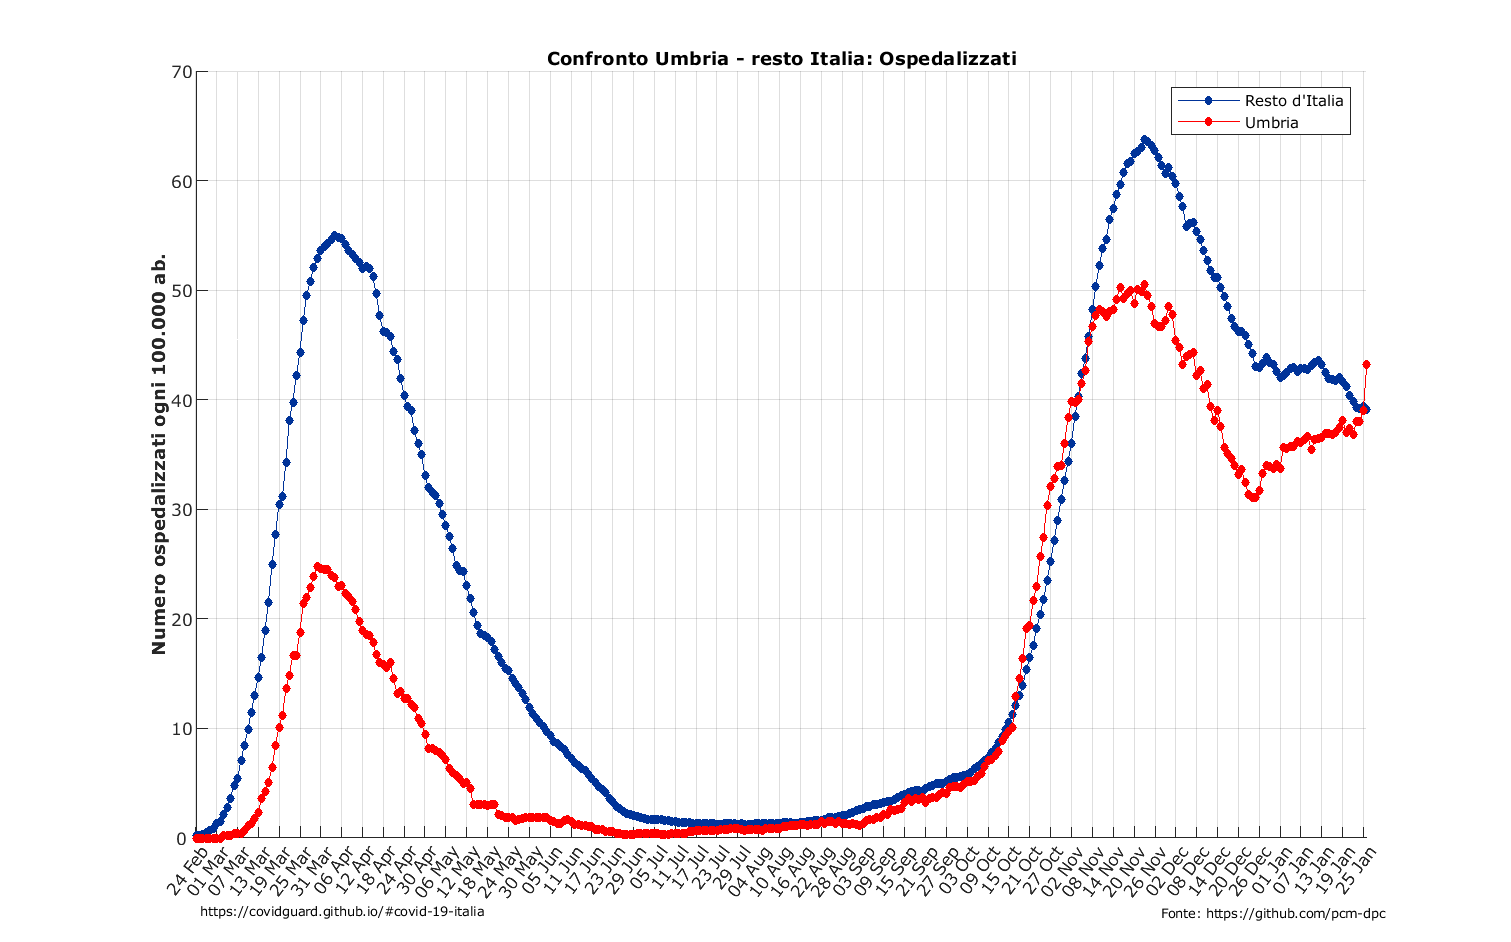 Confronto Umbria - resto Italia: Ospedalizzati
Resto d'Italia
Umbria
Numero ospedalizzati ogni 100.000 ab.
70
60
50
40
30
20
10
0
24 Feb
01 Mar
07 Mar
13 Mar
19 Mar
25 Mar
31 Mar
06 Apr
12 Apr
18 Apr
24 Apr
30 Apr
06 May
12 May
18 May
24 May
30 May
05 Jun
11 Jun
17 Jun
23 Jun
29 Jun
05 Jul
11 Jul
17 Jul
23 Jul
29 Jul
04 Aug
10 Aug
16 Aug
22 Aug
28 Aug
03 Sep
09 Sep
15 Sep
21 Sep
27 Sep
03 Oct
09 Oct
15 Oct
21 Oct
27 Oct
02 Nov
08 Nov
14 Nov
20 Nov
26 Nov
02 Dec
08 Dec
14 Dec
20 Dec
26 Dec
01 Jan
07 Jan
13 Jan
19 Jan
25 Jan
https://covidguard.github.io/#covid-19-italia
Fonte: https://github.com/pcm-dpc